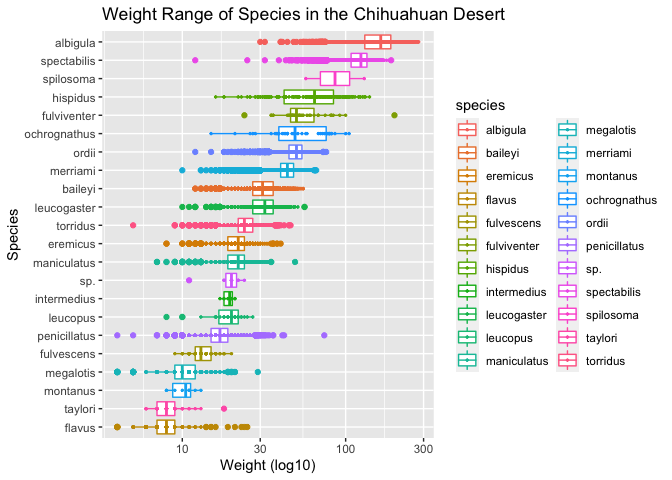 Weight Range of Species in the Chihuahuan Desert
Species
albigula
spectabilis
spilosoma
hispidus
fulviventer
ochrognathus
ordii
merriami
baileyi
leucogaster
torridus
eremicus
maniculatus
sp.
intermedius
leucopus
penicillatus
fulvescens
megalotis
montanus
taylori
flavus
10
30
100
300
Weight (log10)
species
albigula
baileyi
eremicus
flavus
fulvescens
fulviventer
hispidus
intermedius
leucogaster
leucopus
maniculatus
megalotis
merriami
montanus
ochrognathus
ordii
penicillatus
sp.
spectabilis
spilosoma
taylori
torridus